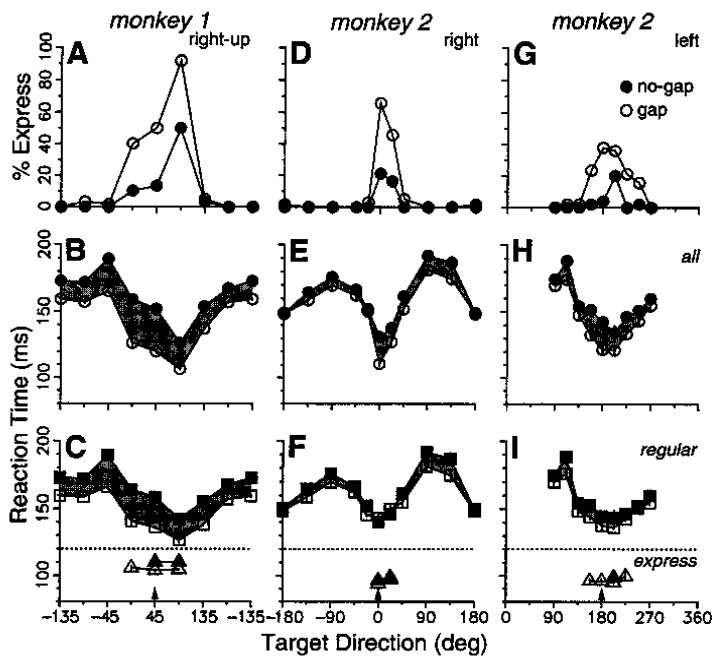 monkey 1 monkey 2 monkey 2
A right-up D right G left
% Express
100
80
60
40
20
0
no-gap
gap
B E H all
200
150
100
Reaction Time (ms)
C F I regular
200
150
100
express
−135 −45 45 135 −135 −180 −90 0 90 180 0 90 180 270 360
Target Direction (deg)